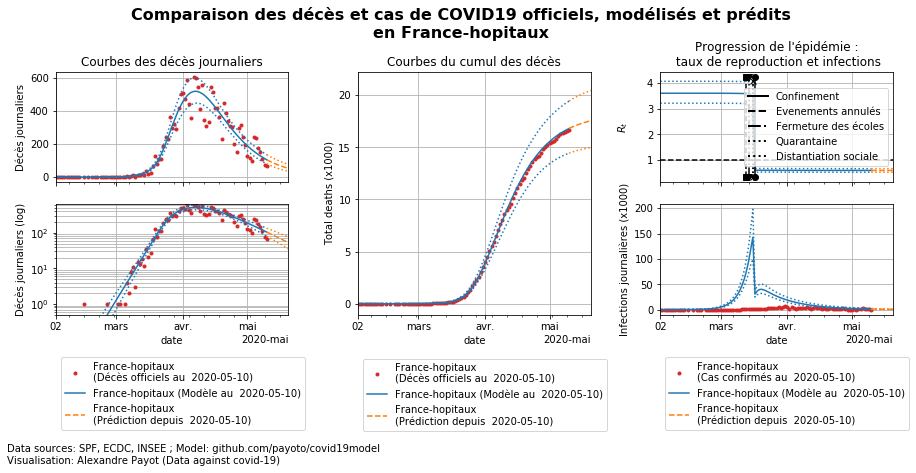 Comparaison des décès et cas de COVID19 officiels, modélisés et prédits
en France-hopitaux
Courbes des décès journaliers
Décès journaliers
600
400
200
0
Décès journaliers (log)
10²
10¹
10⁰
02
mars
avr.
mai
date
2020-mai
France-hopitaux
(Décès officiels au 2020-05-10)
France-hopitaux (Modèle au 2020-05-10)
France-hopitaux
(Prédiction depuis 2020-05-10)
Courbes du cumul des décès
Total deaths (x1000)
20
15
10
5
0
02
mars
avr.
mai
date
2020-mai
France-hopitaux
(Décès officiels au 2020-05-10)
France-hopitaux (Modèle au 2020-05-10)
France-hopitaux
(Prédiction depuis 2020-05-10)
Progression de l'épidémie :
taux de reproduction et infections
Rt
4
3
2
1
Confinement
Evenements annulés
Fermeture des écoles
Quarantaine
Distantiation sociale
Infections journalières (x1000)
200
150
100
50
0
02
mars
avr.
mai
date
2020-mai
France-hopitaux
(Cas confirmés au 2020-05-10)
France-hopitaux (Modèle au 2020-05-10)
France-hopitaux
(Prédiction depuis 2020-05-10)
Data sources: SPF, ECDC, INSEE ; Model: github.com/payoto/covid19model
Visualisation: Alexandre Payot (Data against covid-19)